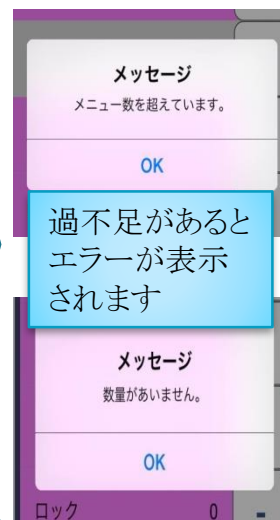 メッセージ
メニュー数を超えています。
OK
過不足があると
エラーが表示
されます
メッセージ
数量があいません。
OK
ロック 0 -